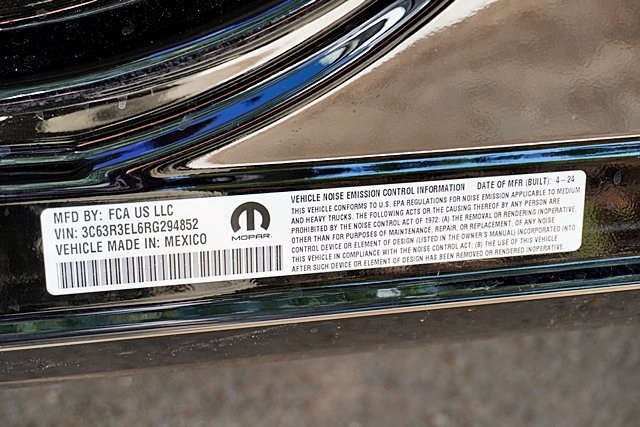 MFD BY: FCA US LLC
VIN: 3C63R3EL6RG294852
VEHICLE MADE IN: MEXICO
MOPAR
VEHICLE NOISE EMISSION CONTROL INFORMATION DATE OF MFR (BUILT): 4-24
THIS VEHICLE CONFORMS TO U.S. EPA REGULATIONS FOR NOISE EMISSION APPLICABLE TO MEDIUM
AND HEAVY TRUCKS. THE FOLLOWING ACTS OR CAUSING THEREOF BY ANY PERSON ARE
PROHIBITED BY THE NOISE CONTROL ACT OF 1972: (A) THE REMOVAL OR RENDERING INOPERATIVE,
OTHER THAN FOR PURPOSES OF MAINTENANCE, REPAIR, OR REPLACEMENT, OF ANY NOISE
CONTROL DEVICE OR ELEMENT OF DESIGN (LISTED IN THE OWNER'S MANUAL) INCORPORATED INTO
THIS VEHICLE IN COMPLIANCE WITH THE NOISE CONTROL ACT; (B) THE USE OF THIS VEHICLE
AFTER SUCH DEVICE OR ELEMENT OF DESIGN HAS BEEN REMOVED OR RENDERED INOPERATIVE.